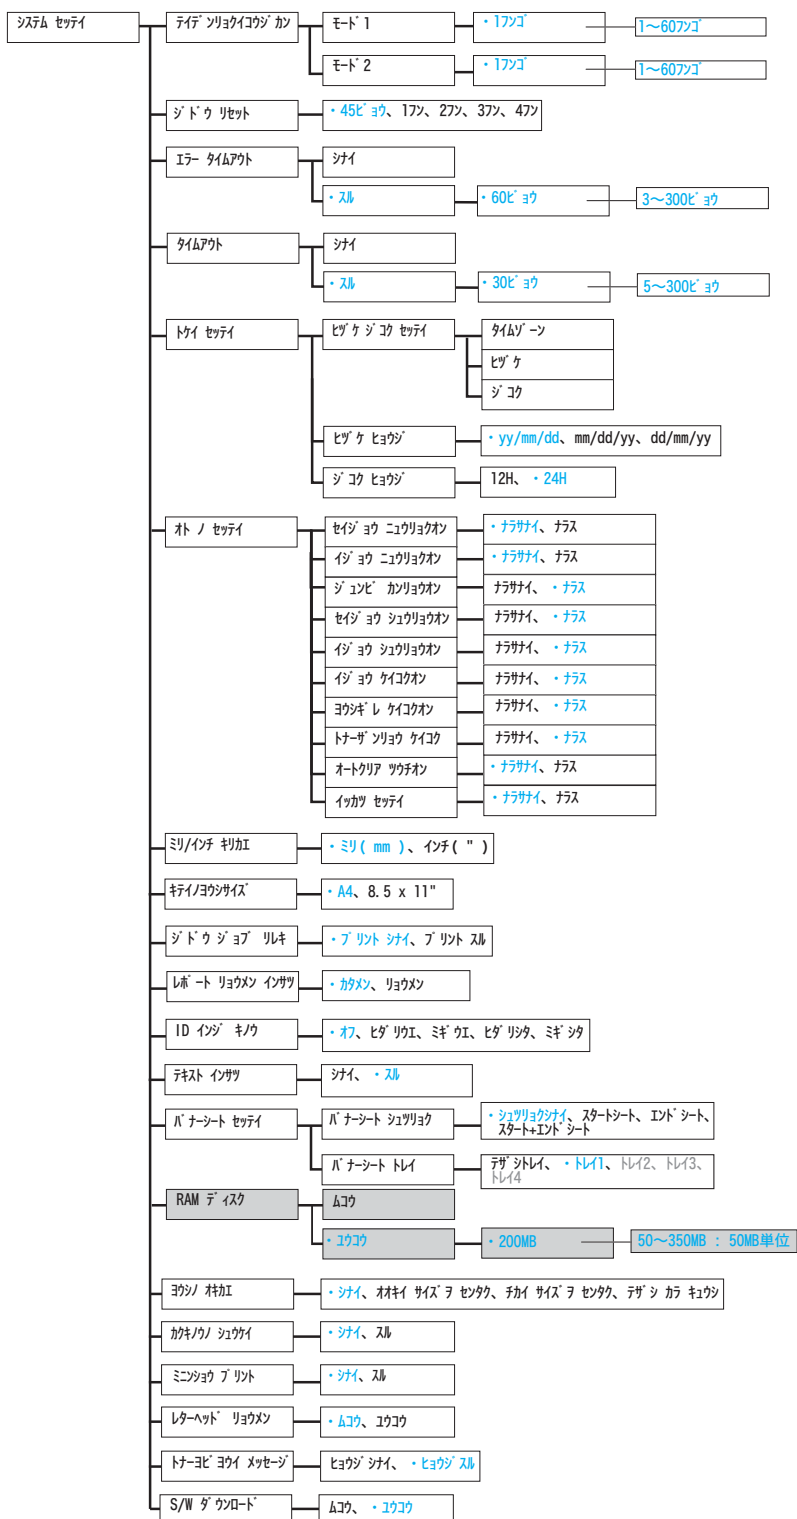 ｼｽﾃﾑ ｾｯﾃｲ
ﾃｲﾃﾞﾝﾘｮｸｲｺｳｼﾞｶﾝ
ﾓｰﾄﾞ1
・1ﾌﾝｺﾞ
1～60ﾌﾝｺﾞ
ﾓｰﾄﾞ2
・1ﾌﾝｺﾞ
1～60ﾌﾝｺﾞ
ｼﾞﾄﾞｳ ﾘｾｯﾄ
・45ﾋﾞｮｳ、1ﾌﾝ、2ﾌﾝ、3ﾌﾝ、4ﾌﾝ
ｴﾗｰ ﾀｲﾑｱｳﾄ
ｼﾅｲ
・ｽﾙ
・60ﾋﾞｮｳ
3～300ﾋﾞｮｳ
ﾀｲﾑｱｳﾄ
ｼﾅｲ
・ｽﾙ
・30ﾋﾞｮｳ
5～300ﾋﾞｮｳ
ﾄｹｲ ｾｯﾃｲ
ﾋﾂﾞｹ ｼﾞｺｸ ｾｯﾃｲ
ﾀｲﾑｿﾞｰﾝ
ﾋﾂﾞｹ
ｼﾞｺｸ
ﾋﾂﾞｹ ﾋｮｳｼﾞ
・yy/mm/dd、mm/dd/yy、dd/mm/yy
ｼﾞｺｸ ﾋｮｳｼﾞ
12H、・24H
ｵﾄ ﾉ ｾｯﾃｲ
ｾｲｼﾞｮｳ ﾆｭｳﾘｮｸｵﾝ
・ﾅﾗｻﾅｲ、ﾅﾗｽ
ｲｼﾞｮｳ ﾆｭｳﾘｮｸｵﾝ
・ﾅﾗｻﾅｲ、ﾅﾗｽ
ｼﾞｭﾝﾋﾞ ｶﾝﾘｮｳｵﾝ
ﾅﾗｻﾅｲ、・ﾅﾗｽ
ｾｲｼﾞｮｳ ｼｭｳﾘｮｳｵﾝ
ﾅﾗｻﾅｲ、・ﾅﾗｽ
ｲｼﾞｮｳ ｼｭｳﾘｮｳｵﾝ
ﾅﾗｻﾅｲ、・ﾅﾗｽ
ｲｼﾞｮｳ ｹｲｺｸｵﾝ
ﾅﾗｻﾅｲ、・ﾅﾗｽ
ﾖｳｼｷﾞﾚ ｹｲｺｸｵﾝ
ﾅﾗｻﾅｲ、・ﾅﾗｽ
ﾄﾅｰｻﾞﾝﾘｮｳ ｹｲｺｸ
ﾅﾗｻﾅｲ、・ﾅﾗｽ
ｵｰﾄｸﾘｱ ﾂｳﾁｵﾝ
・ﾅﾗｻﾅｲ、ﾅﾗｽ
ｲｯｶﾂ ｾｯﾃｲ
・ﾅﾗｻﾅｲ、ﾅﾗｽ
ﾐﾘ/ｲﾝﾁ ｷﾘｶｴ
・ﾐﾘ( mm )、ｲﾝﾁ( " )
ｷﾃｲﾉﾖｳｼｻｲｽﾞ
・A4、8.5 x 11"
ｼﾞﾄﾞｳ ｼﾞｮﾌﾞ ﾘﾚｷ
・ﾌﾟﾘﾝﾄ ｼﾅｲ、ﾌﾟﾘﾝﾄ ｽﾙ
ﾚﾎﾟｰﾄ ﾘｮｳﾒﾝ ｲﾝｻﾂ
・ｶﾀﾒﾝ、ﾘｮｳﾒﾝ
ID ｲﾝｼﾞ ｷﾉｳ
・ｵﾌ、ﾋﾀﾞﾘｳｴ、ﾐｷﾞｳｴ、ﾋﾀﾞﾘｼﾀ、ﾐｷﾞｼﾀ
ﾃｷｽﾄ ｲﾝｻﾂ
ｼﾅｲ、・ｽﾙ
ﾊﾞﾅｰｼｰﾄ ｾｯﾃｲ
ﾊﾞﾅｰｼｰﾄ ｼｭﾂﾘｮｸ
・ｼｭﾂﾘｮｸｼﾅｲ、ｽﾀｰﾄｼｰﾄ、ｴﾝﾄﾞｼｰﾄ、
ｽﾀｰﾄ+ｴﾝﾄﾞｼｰﾄ
ﾊﾞﾅｰｼｰﾄ ﾄﾚｲ
ﾃｻﾞｼﾄﾚｲ、・ﾄﾚｲ1、ﾄﾚｲ2、ﾄﾚｲ3、
ﾄﾚｲ4
RAM ﾃﾞｨｽｸ
ﾑｺｳ
・ﾕｳｺｳ
・200MB
50～350MB : 50MB単位
ﾖｳｼﾉ ｵｷｶｴ
・ｼﾅｲ、ｵｵｷｲ ｻｲｽﾞｦ ｾﾝﾀｸ、ﾁｶｲ ｻｲｽﾞｦ ｾﾝﾀｸ、ﾃｻﾞｼ ｶﾗ ｷｭｳｼ
ｶｸｷﾉｳﾉ ｼｭｳｹｲ
・ｼﾅｲ、ｽﾙ
ﾐﾆﾝｼｮｳ ﾌﾟﾘﾝﾄ
・ｼﾅｲ、ｽﾙ
ﾚﾀｰﾍｯﾄﾞ ﾘｮｳﾒﾝ
・ﾑｺｳ、ﾕｳｺｳ
ﾄﾅｰﾖﾋﾞﾖｳｲ ﾒｯｾｰｼﾞ
ﾋｮｳｼﾞｼﾅｲ、・ﾋｮｳｼﾞｽﾙ
S/W ﾀﾞｳﾝﾛｰﾄﾞ
ﾑｺｳ、・ﾕｳｺｳ